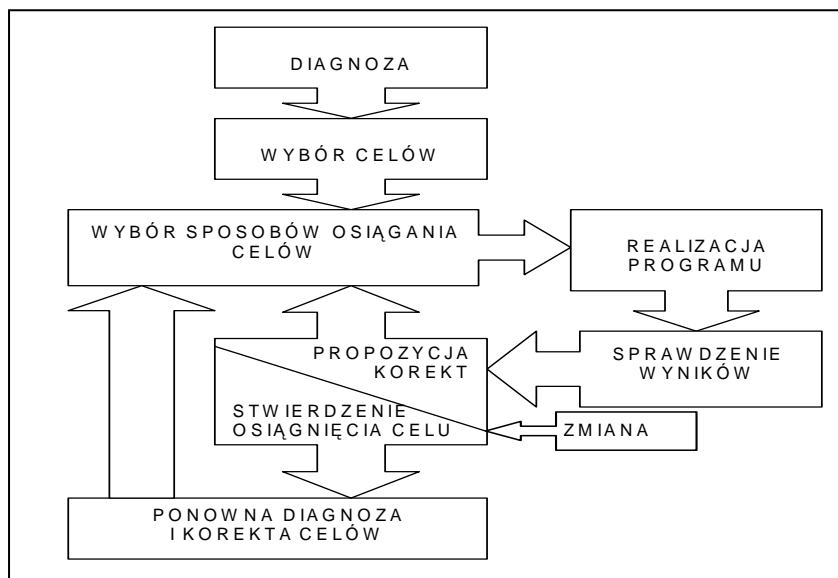 DIAGNOZA
WYBÓR CELÓW
WYBÓR SPOSOBÓW OSIĄGANIA
CELÓW
REALIZACJA
PROGRAMU
SPRAWDZENIE
WYNIKÓW
PROPOZYCJA
KOREKT
STWIERDZENIE
OSIĄGNIĘCIA CELU
ZMIANA
PONOWNA DIAGNOZA
I KOREKTA CELÓW